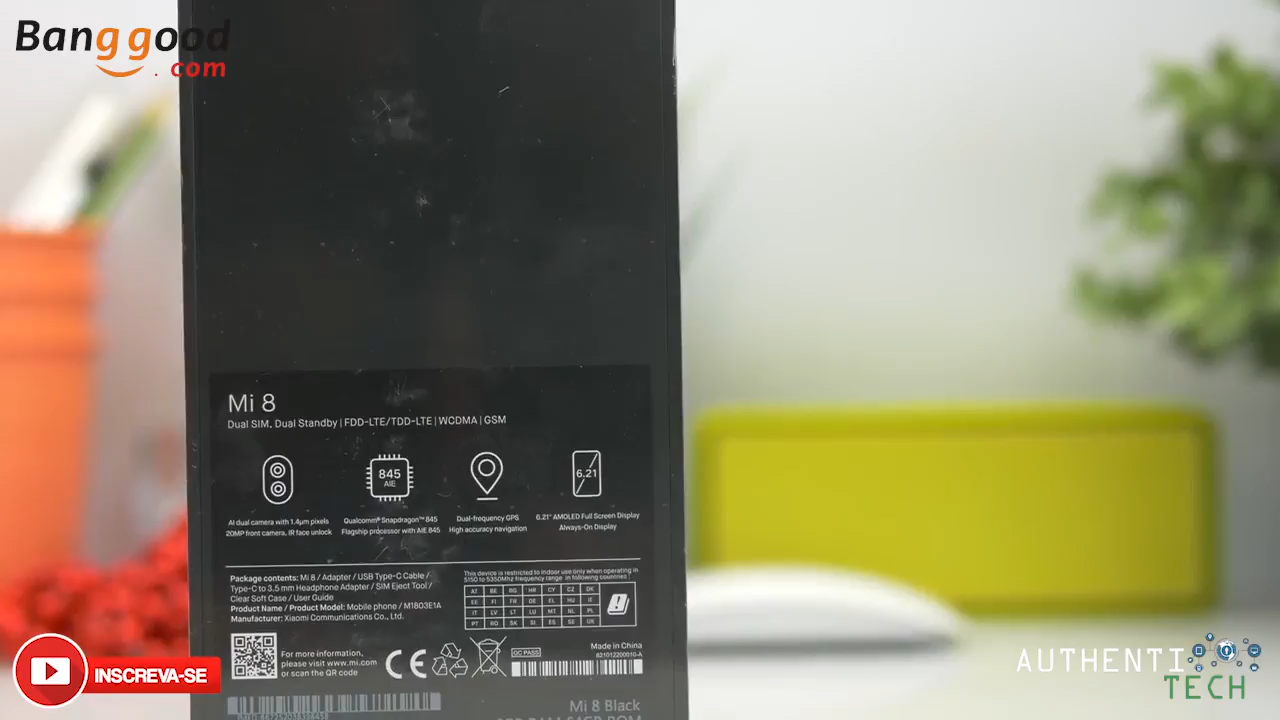 Banggood
.com
Mi 8
Dual SIM, Dual Standby | FDD-LTE/TDD-LTE | WCDMA | GSM
845
AIE
6.21
AI dual camera with 1.4μm pixels
20MP front camera, IR face unlock
Qualcomm® Snapdragon™ 845
Flagship processor with AIE 845
Dual-frequency GPS
High accuracy navigation
6.21" AMOLED Full Screen Display
Always-On Display
Package contents: Mi 8 / Adapter / USB Type-C Cable /
Type-C to 3.5 mm Headphone Adapter / SIM Eject Tool /
Clear Soft Case / User Guide
Product Name / Product Model: Mobile phone / M1803E1A
Manufacturer: Xiaomi Communications Co., Ltd.
This device is restricted to indoor use only when operating in
5150 to 5350Mhz frequency range in following countries:
AT BE BG HR CY CZ DK
EE FI FR DE EL HU IE
IT LV LT LU MT NL PL
PT RO SK SI ES SE UK
For more information,
please visit www.mi.com
or scan the QR code
CE
QC PASS
Made in China
Mi 8 Black
INSCREVA-SE
AUTHENTI
TECH